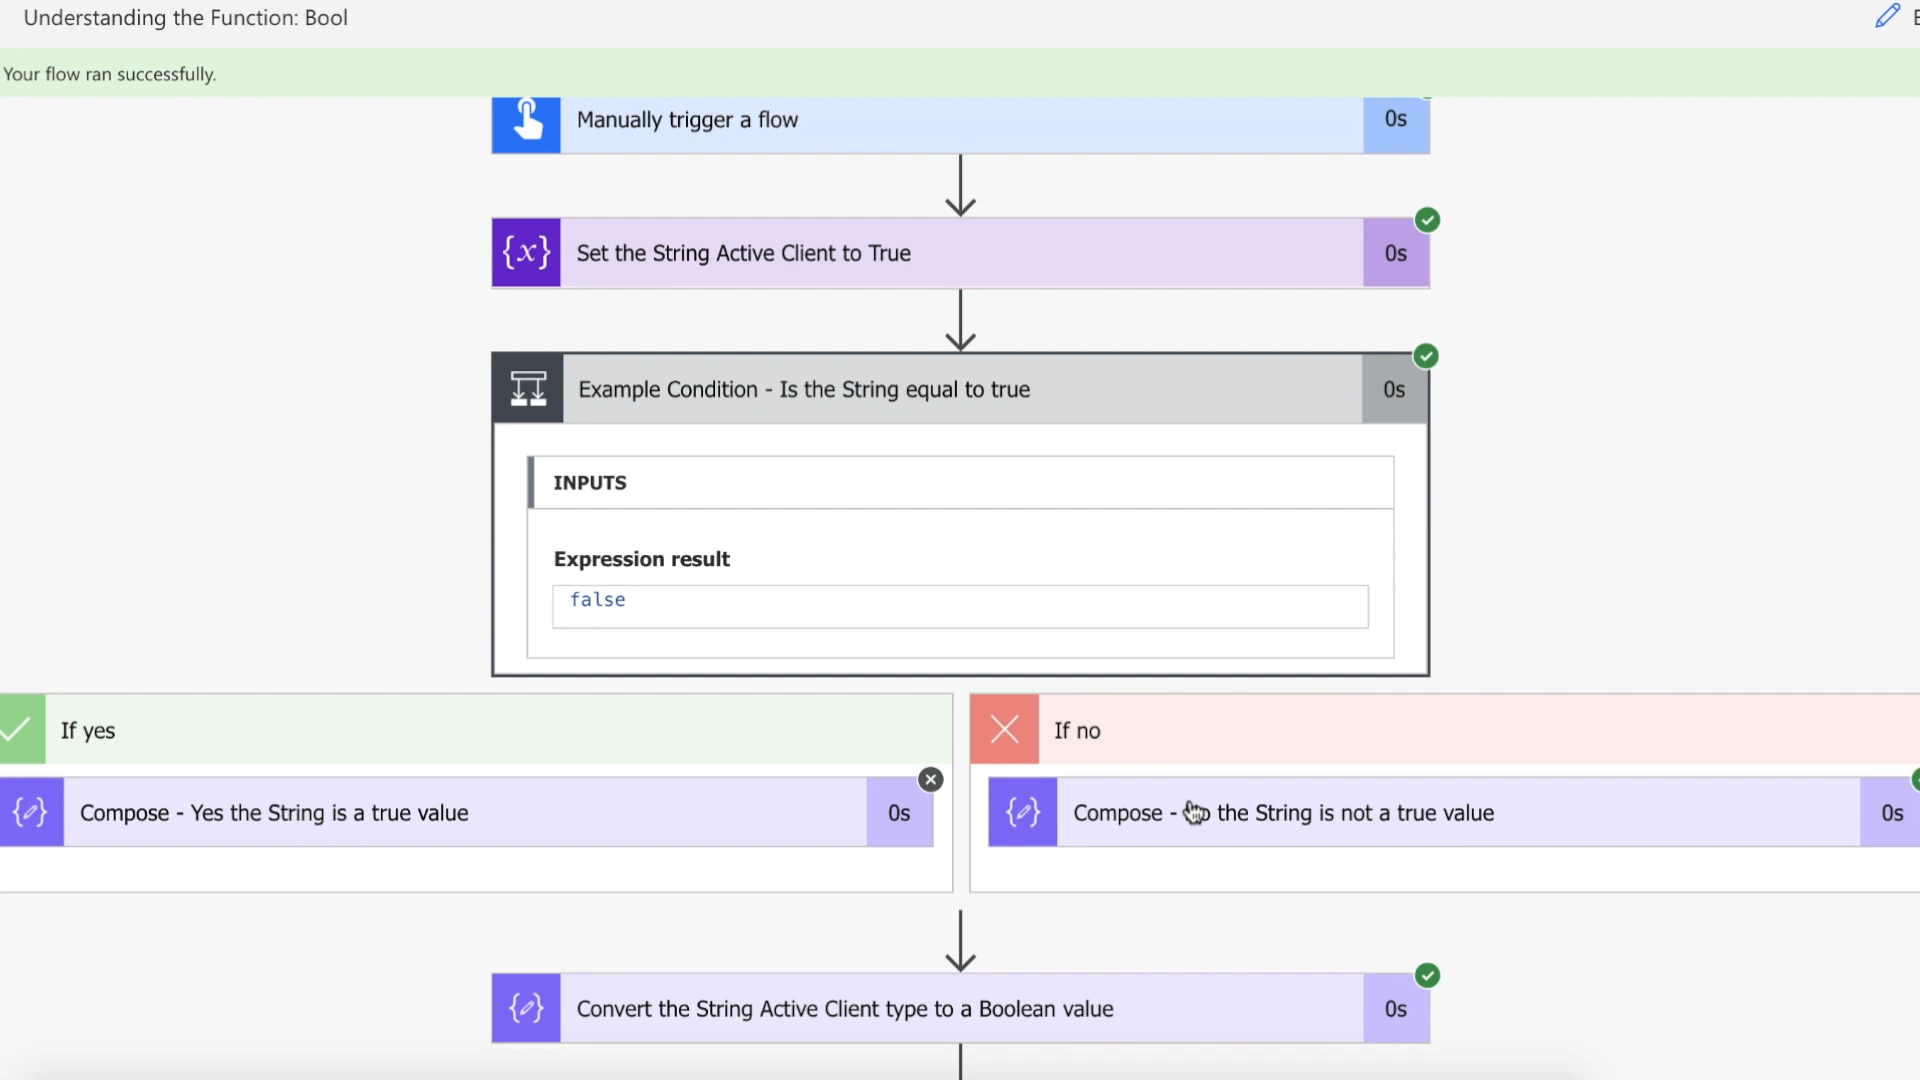 Understanding the Function: Bool
Your flow ran successfully.
Manually trigger a flow
0s
{x}
Set the String Active Client to True
0s
Example Condition - Is the String equal to true
0s
INPUTS
Expression result
false
If yes
If no
Compose - Yes the String is a true value
0s
Compose - the String is not a true value
0s
Convert the String Active Client type to a Boolean value
0s